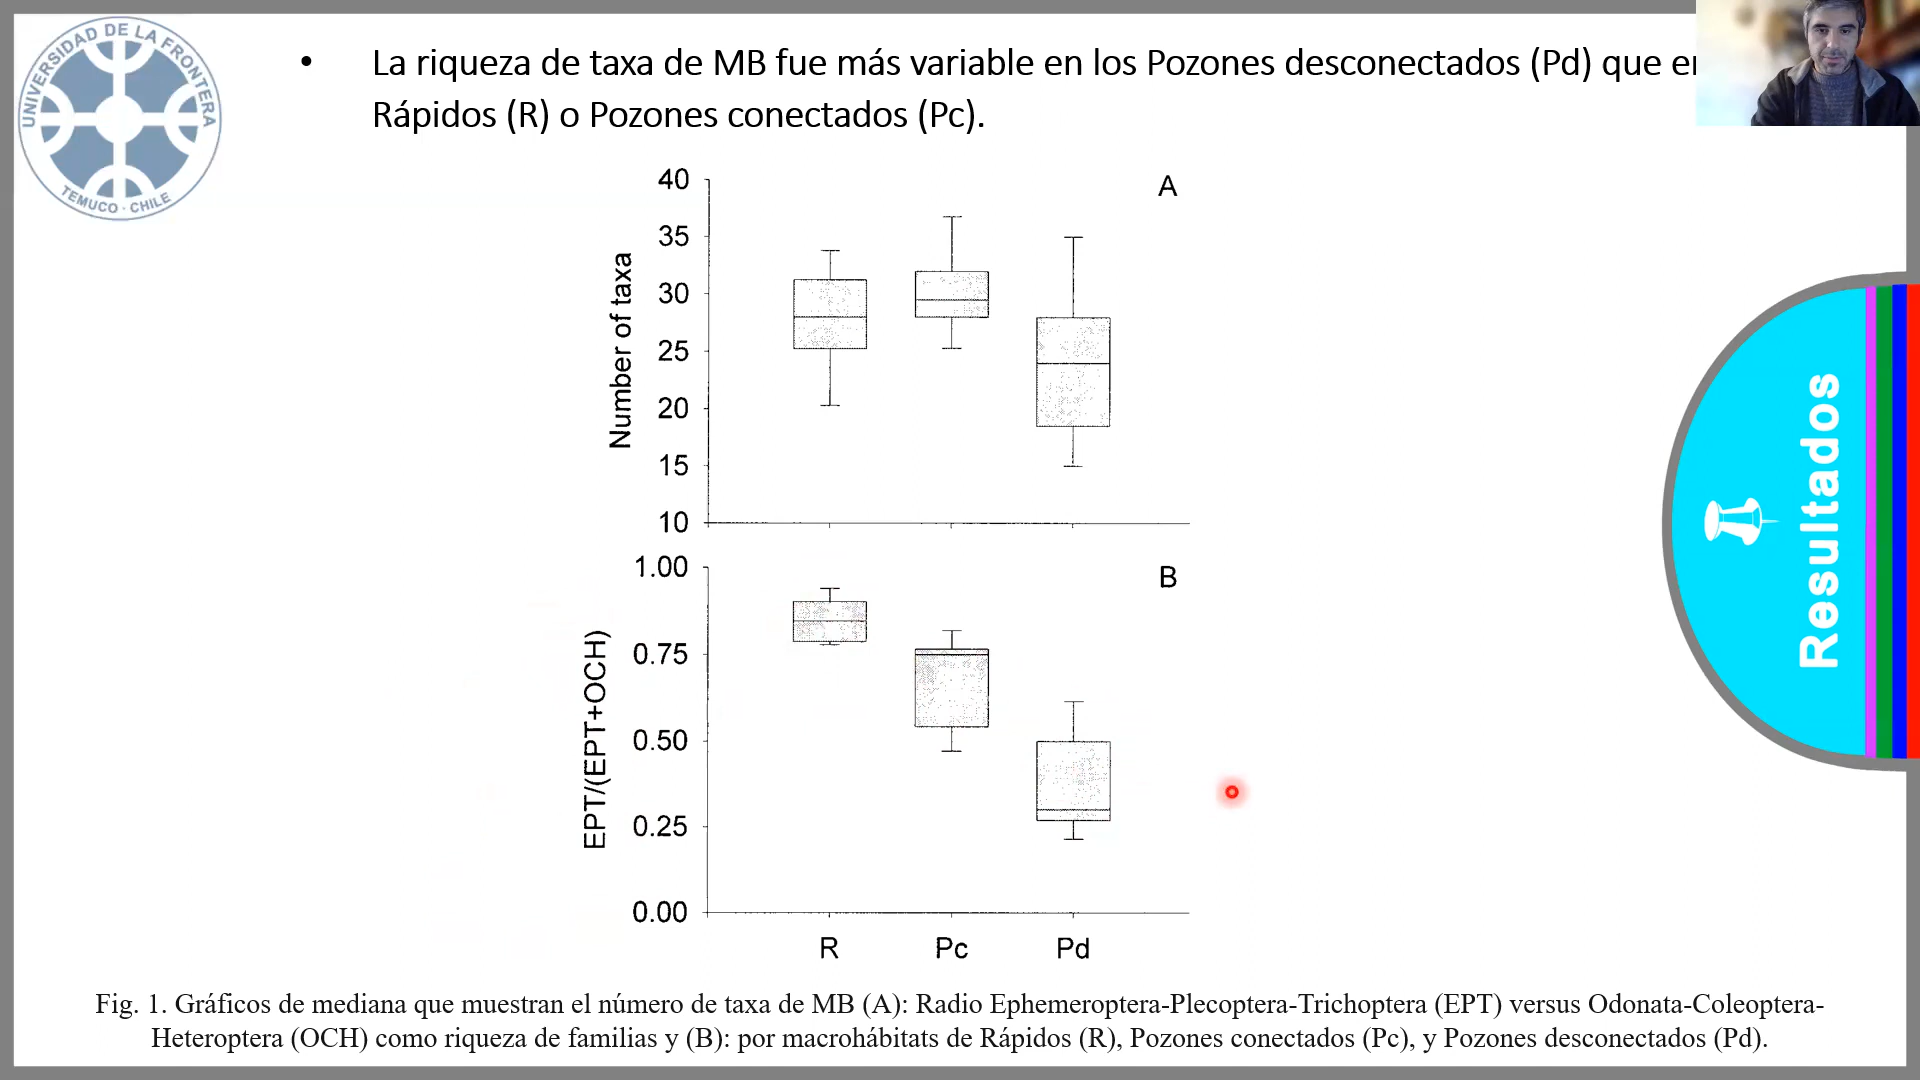 UNIVERSIDAD DE LA FRONTERA
TEMUCO · CHILE
• La riqueza de taxa de MB fue más variable en los Pozones desconectados (Pd) que
Rápidos (R) o Pozones conectados (Pc).
A
Number of taxa
40
35
30
25
20
15
10
B
EPT/(EPT+OCH)
1.00
0.75
0.50
0.25
0.00
R Pc Pd
Resultados
Fig. 1. Gráficos de mediana que muestran el número de taxa de MB (A): Radio Ephemeroptera-Plecoptera-Trichoptera (EPT) versus Odonata-Coleoptera-
Heteroptera (OCH) como riqueza de familias y (B): por macrohábitats de Rápidos (R), Pozones conectados (Pc), y Pozones desconectados (Pd).